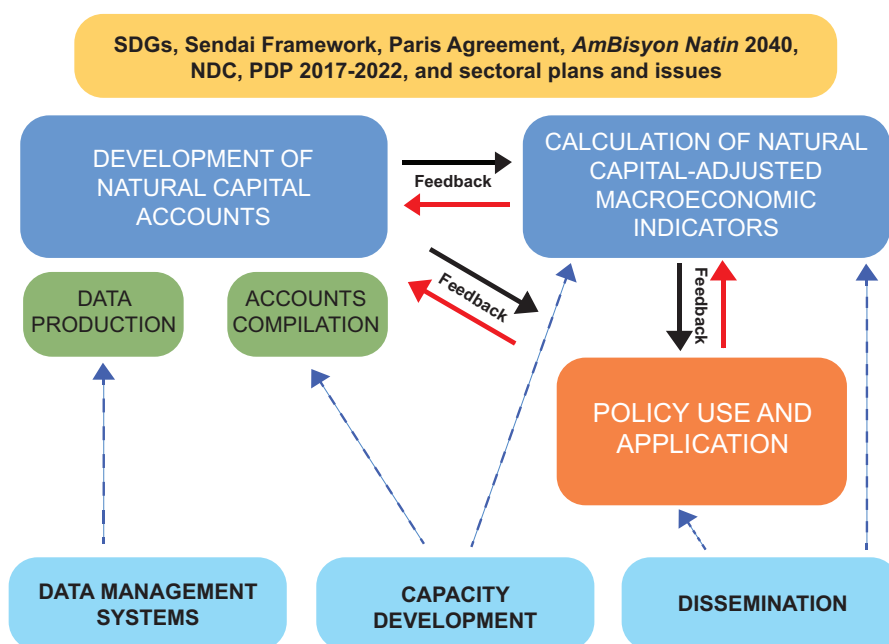 SDGs, Sendai Framework, Paris Agreement, AmBisyon Natin 2040,
NDC, PDP 2017-2022, and sectoral plans and issues
DEVELOPMENT OF
NATURAL CAPITAL
ACCOUNTS
Feedback
CALCULATION OF NATURAL
CAPITAL-ADJUSTED
MACROECONOMIC
INDICATORS
DATA
PRODUCTION
ACCOUNTS
COMPILATION
Feedback
Feedback
POLICY USE AND
APPLICATION
DATA MANAGEMENT
SYSTEMS
CAPACITY
DEVELOPMENT
DISSEMINATION